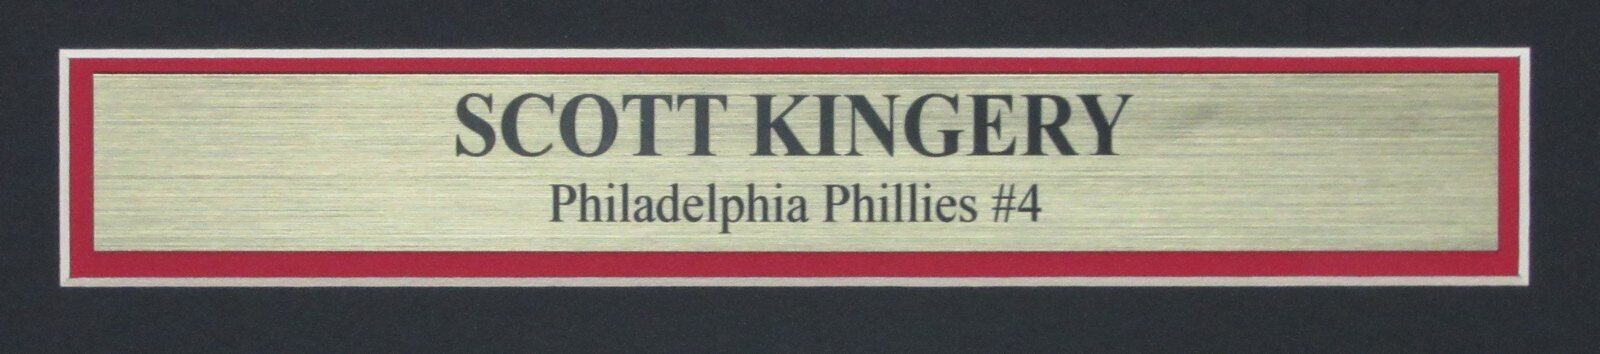 SCOTT KINGERY
Philadelphia Phillies #4